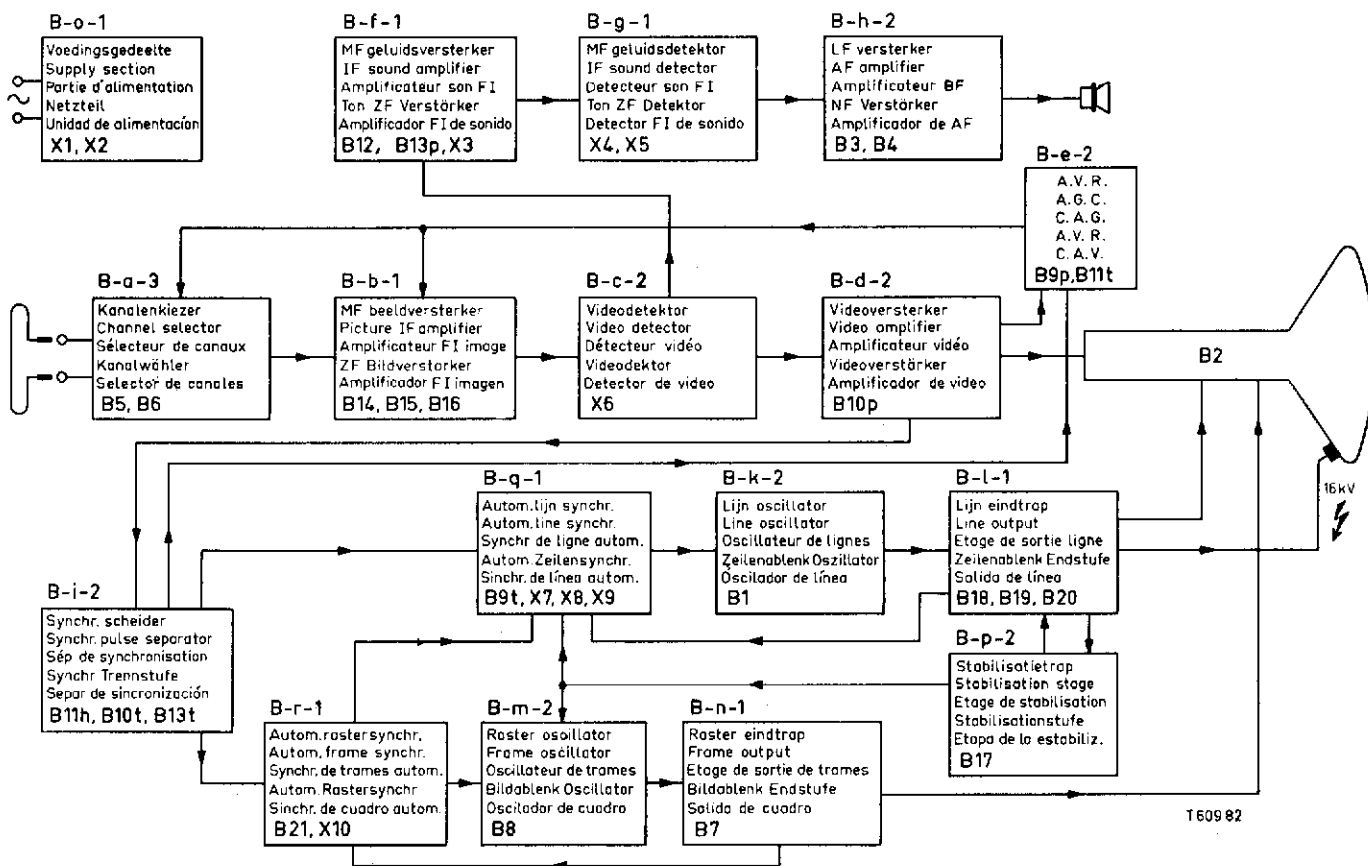 B-o-1
Voedingsgedeelte
Supply section
Partie d'alimentation
Netzteil
Unidad de alimentacíon
X1, X2
B-f-1
MF geluidsversterker
IF sound amplifier
Amplificateur son FI
Ton ZF Verstärker
Amplificador FI de sonido
B12, B13p, X3
B-g-1
MF geluidsdetektor
IF sound detector
Detecteur son FI
Ton ZF Detektor
Detector FI de sonido
X4, X5
B-h-2
LF versterker
AF amplifier
Amplificateur BF
NF Verstärker
Amplificador de AF
B3, B4
B-e-2
A.V.R.
A.G.C.
C.A.G.
A.V.R.
C.A.V.
B9p, B11t
B-a-3
Kanalenkiezer
Channel selector
Sélecteur de canaux
Kanalwähler
Selector de canales
B5, B6
B-b-1
MF beeldversterker
Picture IF amplifier
Amplificateur FI image
ZF Bildverstarker
Amplificador FI imagen
B14, B15, B16
B-c-2
Videodetektor
Video detector
Détecteur vidéo
Videodektor
Detector de video
X6
B-d-2
Videoversterker
Video amplifier
Amplificateur vidéo
Videoverstärker
Amplificador de video
B10p
B2
16kV
B-q-1
Autom.lijn synchr.
Autom.line synchr.
Synchr de ligne autom.
Autom.Zeilensynchr.
Sinchr.de línea autom.
B9t, X7, X8, X9
B-k-2
Lijn oscillator
Line oscillator
Oscillateur de lignes
Zeilenablenk Oszillator
Óscilador de línea
B1
B-l-1
Lijn eindtrap
Line output
Etage de sortie ligne
Zeilenablenk Endstufe
Salida de línea
B18, B19, B20
B-i-2
Synchr. scheider
Synchr. pulse separator
Sép de synchronisation
Synchr Trennstufe
Separ de sincronización
B11h, B10t, B13t
B-p-2
Stabilisatietrap
Stabilisation stage
Etage de stabilisation
Stabilisationstufe
Etapa de la estabiliz.
B17
B-r-1
Autom.rastersynchr.
Autom. frame synchr.
Synchr. de trames autom.
Autom.Rastersynchr
Sinchr. de cuadro autom.
B21, X10
B-m-2
Raster oscillator
Frame oscillator
Oscillateur de trames
Bildablenk Oscillator
Oscilador de cuadro
B8
B-n-1
Raster eindtrap
Frame output
Etage de sortie de trames
Bildablenk Endstufe
Salida de cuadro
B7
T60982